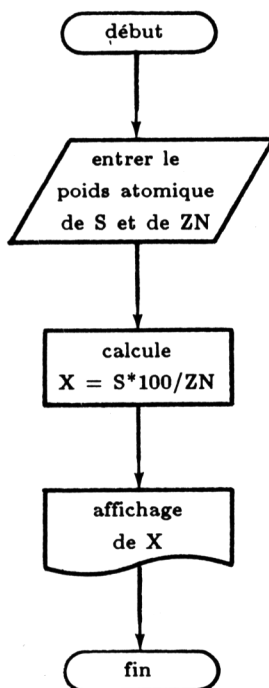 début
entrer le
poids atomique
de S et de ZN
calcule
X = S*100/ZN
affichage
de X
fin